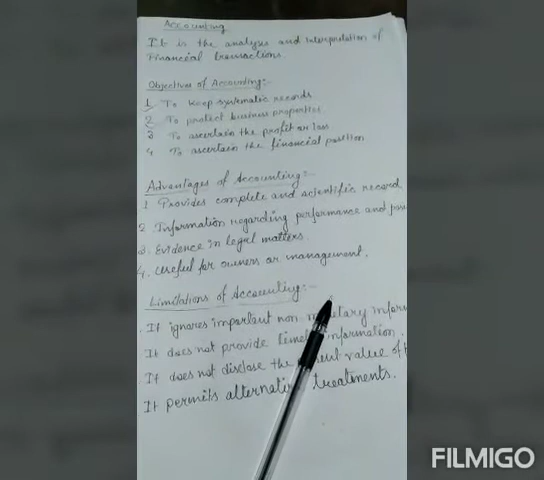 Accounting
It is the analysis and interpretation of
Financial transactions.
Objectives of Accounting:-
1 To keep systematic records
2 To protect business properties
3 To ascertain the profit or loss
4 To ascertain the financial position
Advantages of Accounting:-
1 Provides complete and scientific record
2 Information regarding performance and
3. Evidence in legal matters.
4. Useful for owners or management.
Limitations of Accounting:-
. It ignores important non monetary infor
. It does not provide information.
. It does not disclose the value of
. It permits treatments.
FILMIGO